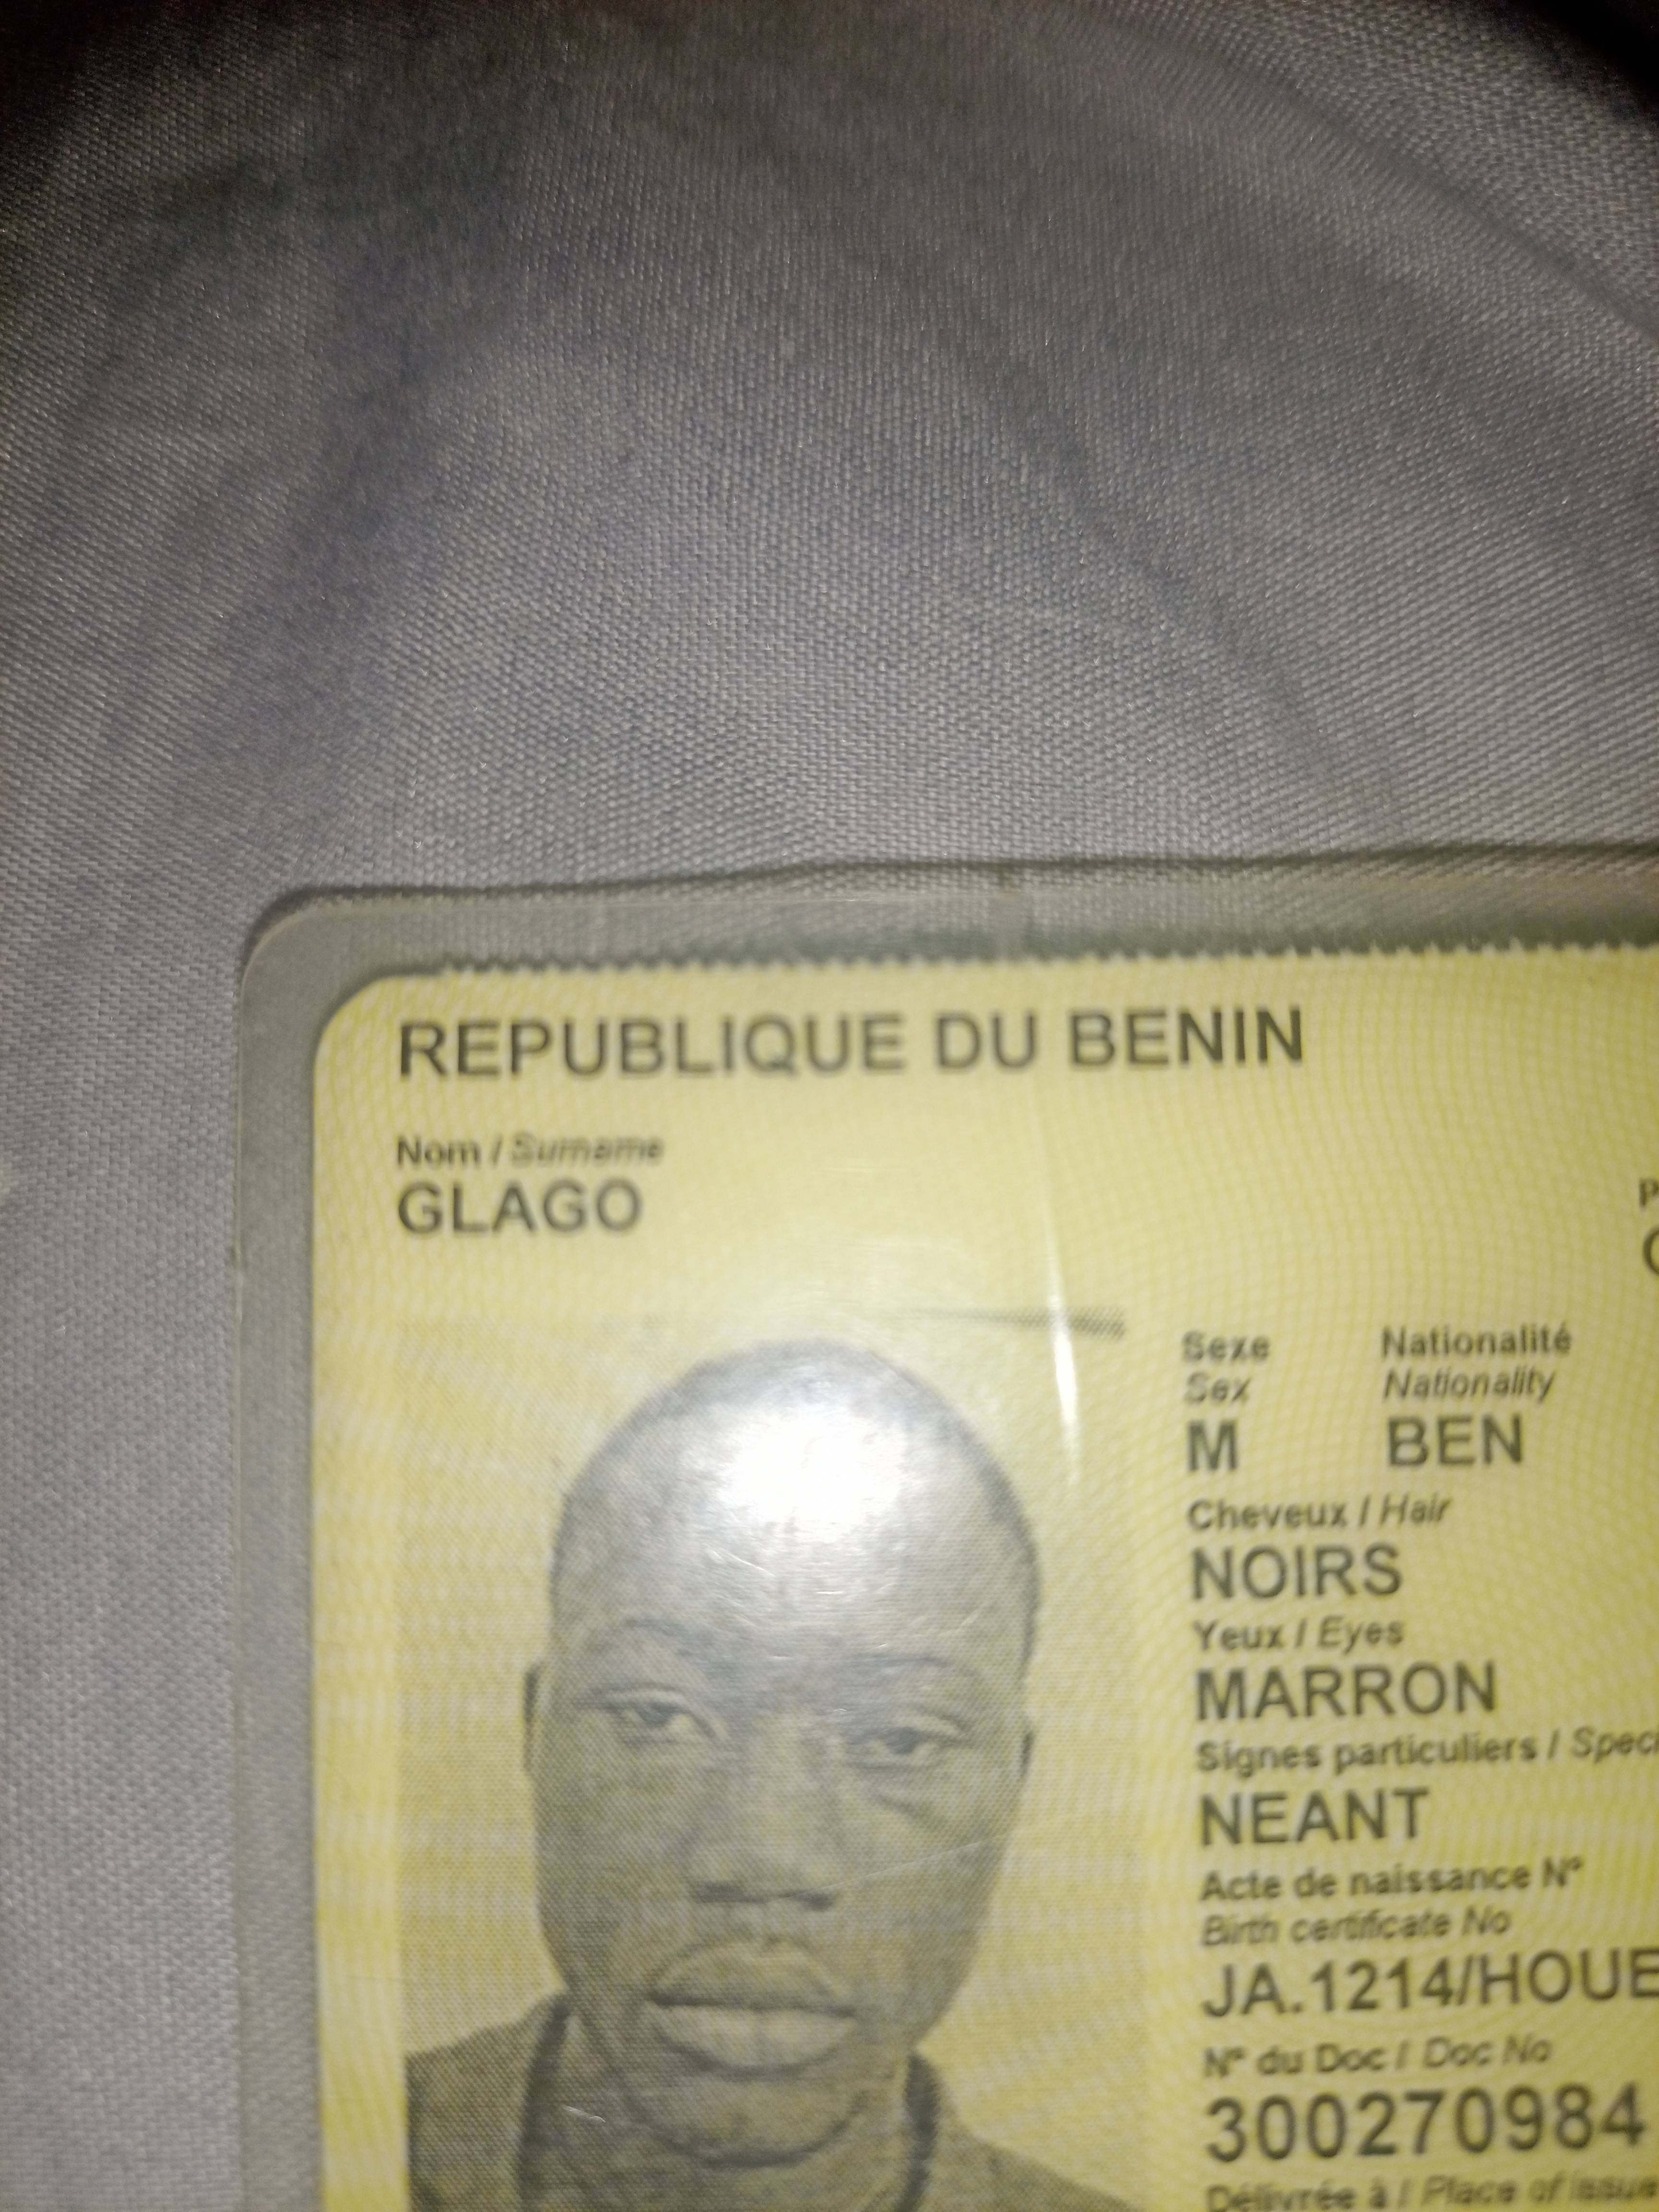 REPUBLIQUE DU BENIN
Nom / Surname
GLAGO
Sexe Nationalité
Sex Nationality
M BEN
Cheveux / Hair
NOIRS
Yeux / Eyes
MARRON
Signes particuliers /
NEANT
Acte de naissance N°
Birth certificate No
JA.1214/HOUE
N° du Doc / Doc No
300270984
Délivrée à / Place of issue